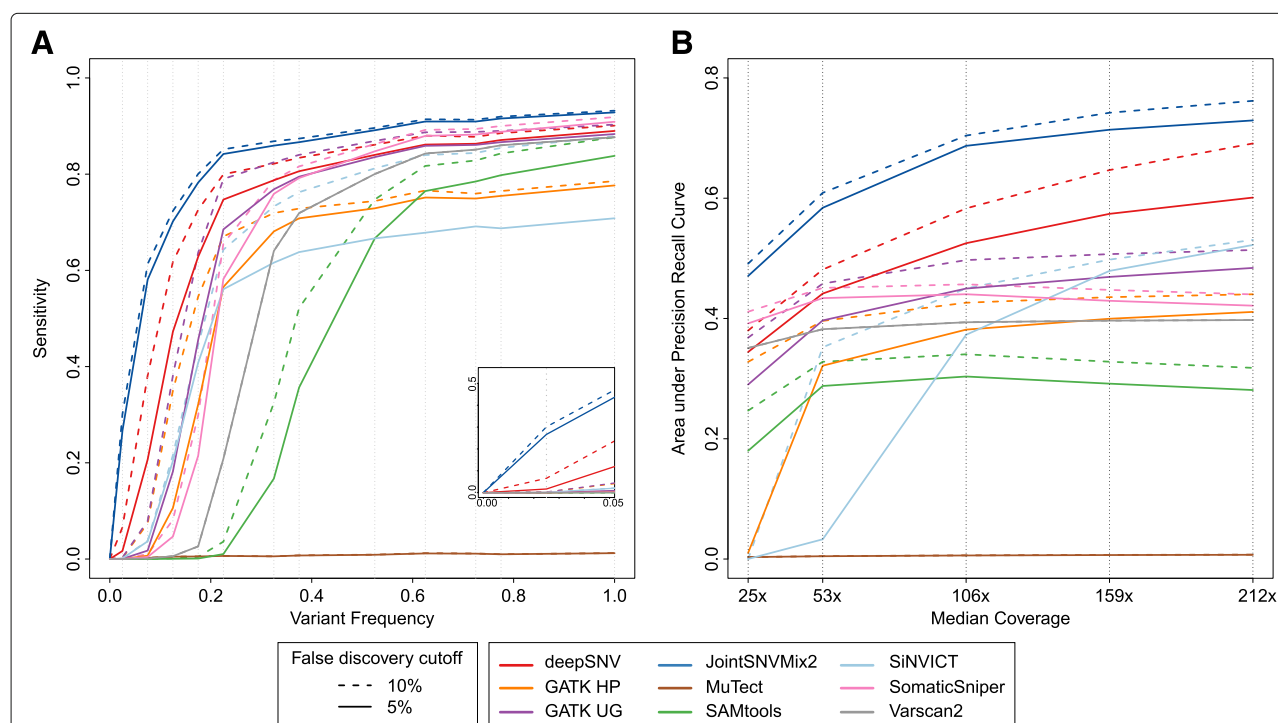 A
B
Sensitivity
1.0
0.8
0.6
0.4
0.2
0.0
0.0
0.2
0.4
0.6
0.8
1.0
Variant Frequency
0.5
0.0
0.00
0.05
Area under Precision Recall Curve
0.8
0.6
0.4
0.2
0.0
25x
53x
106x
159x
212x
Median Coverage
False discovery cutoff
10%
5%
deepSNV
JointSNVMix2
SiNVICT
GATK HP
MuTect
SomaticSniper
GATK UG
SAMtools
Varscan2